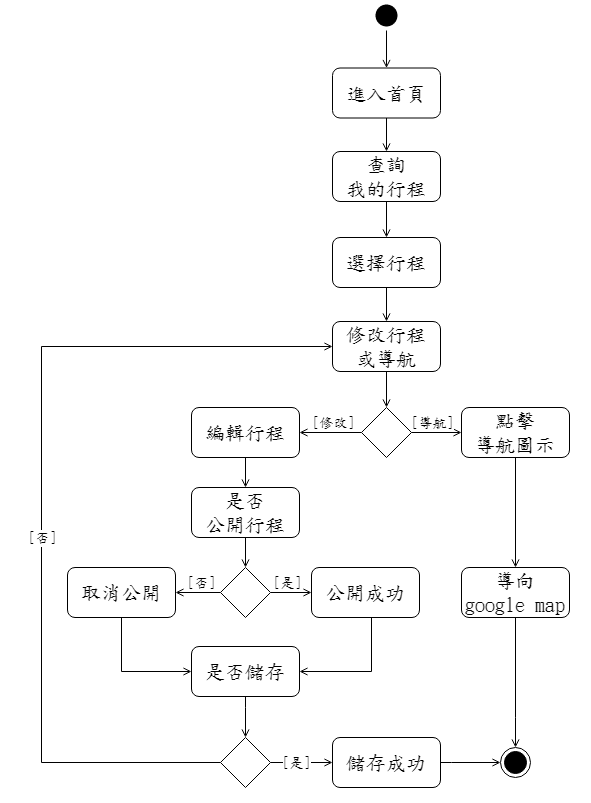 進入首頁
查詢
我的行程
選擇行程
修改行程
或導航
[修改]
[導航]
編輯行程
點擊
導航圖示
是否
公開行程
[否]
[否]
[是]
取消公開
公開成功
導向
google map
是否儲存
[是]
儲存成功